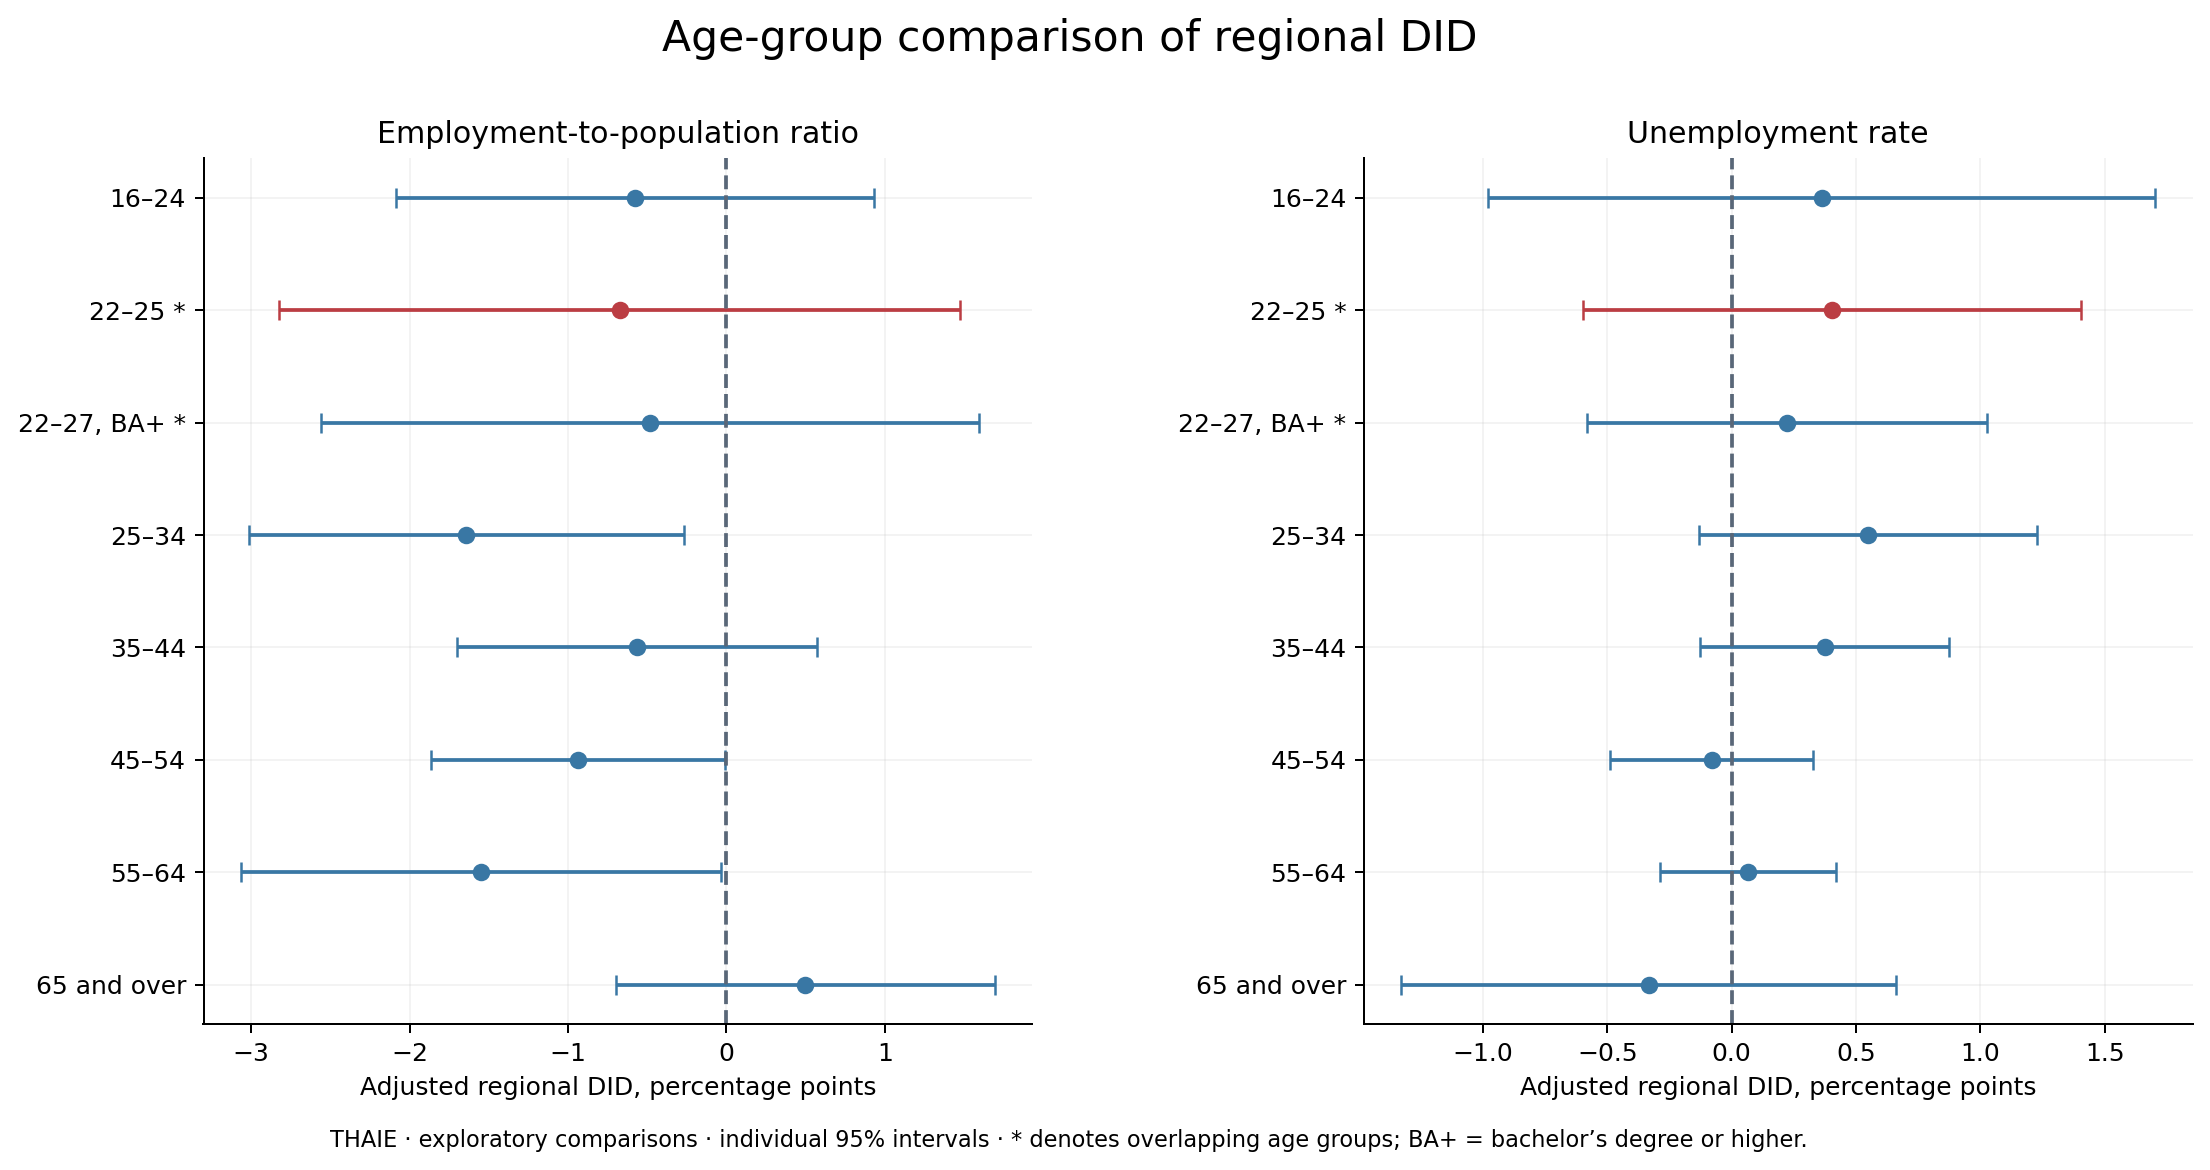 Age-group comparison of regional DID
Employment-to-population ratio
16–24
22–25 *
22–27, BA+ *
25–34
35–44
45–54
55–64
65 and over
−3 −2 −1 0 1
Adjusted regional DID, percentage points
Unemployment rate
16–24
22–25 *
22–27, BA+ *
25–34
35–44
45–54
55–64
65 and over
−1.0 −0.5 0.0 0.5 1.0 1.5
Adjusted regional DID, percentage points
THAIE · exploratory comparisons · individual 95% intervals · * denotes overlapping age groups; BA+ = bachelor’s degree or higher.